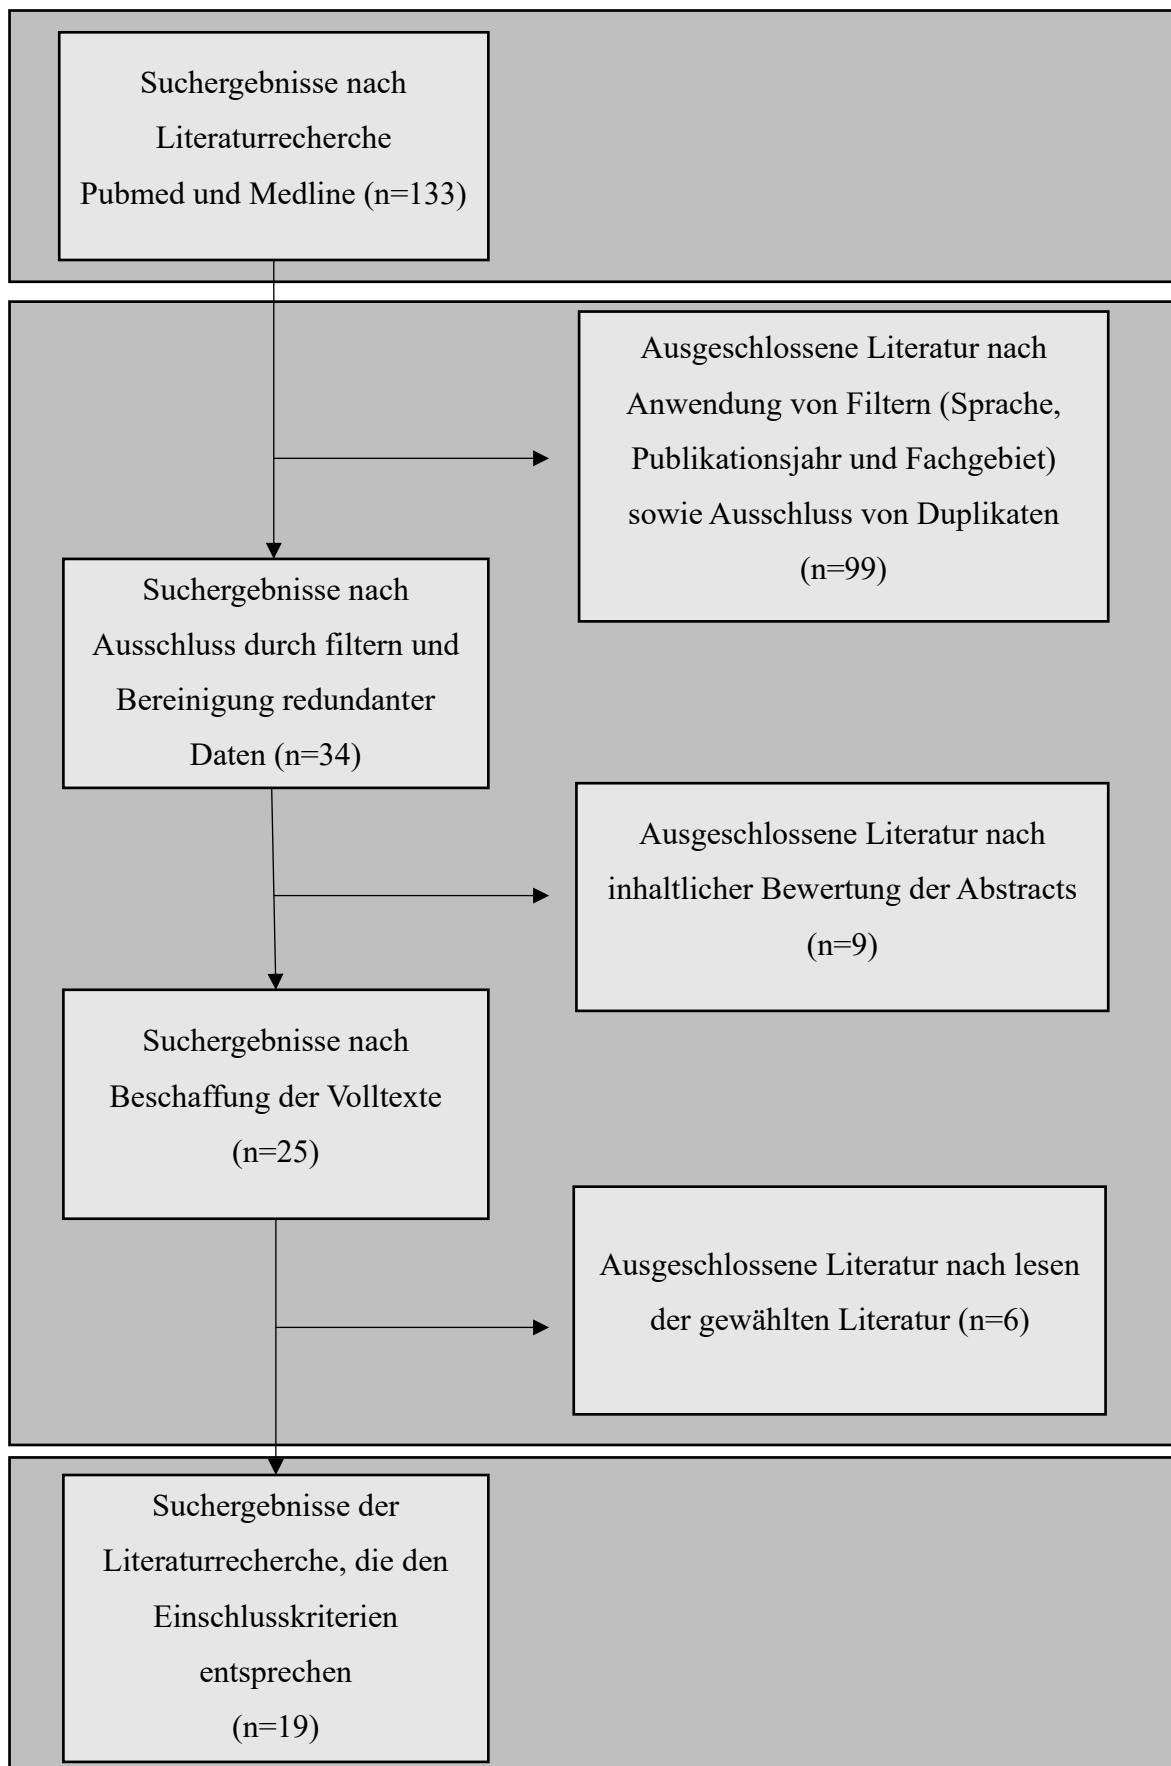 Suchergebnisse nach
Literaturrecherche
Pubmed und Medline (n=133)
Ausgeschlossene Literatur nach
Anwendung von Filtern (Sprache,
Publikationsjahr und Fachgebiet)
sowie Ausschluss von Duplikaten
(n=99)
Suchergebnisse nach
Ausschluss durch filtern und
Bereinigung redundanter
Daten (n=34)
Ausgeschlossene Literatur nach
inhaltlicher Bewertung der Abstracts
(n=9)
Suchergebnisse nach
Beschaffung der Volltexte
(n=25)
Ausgeschlossene Literatur nach lesen
der gewählten Literatur (n=6)
Suchergebnisse der
Literaturrecherche, die den
Einschlusskriterien
entsprechen
(n=19)